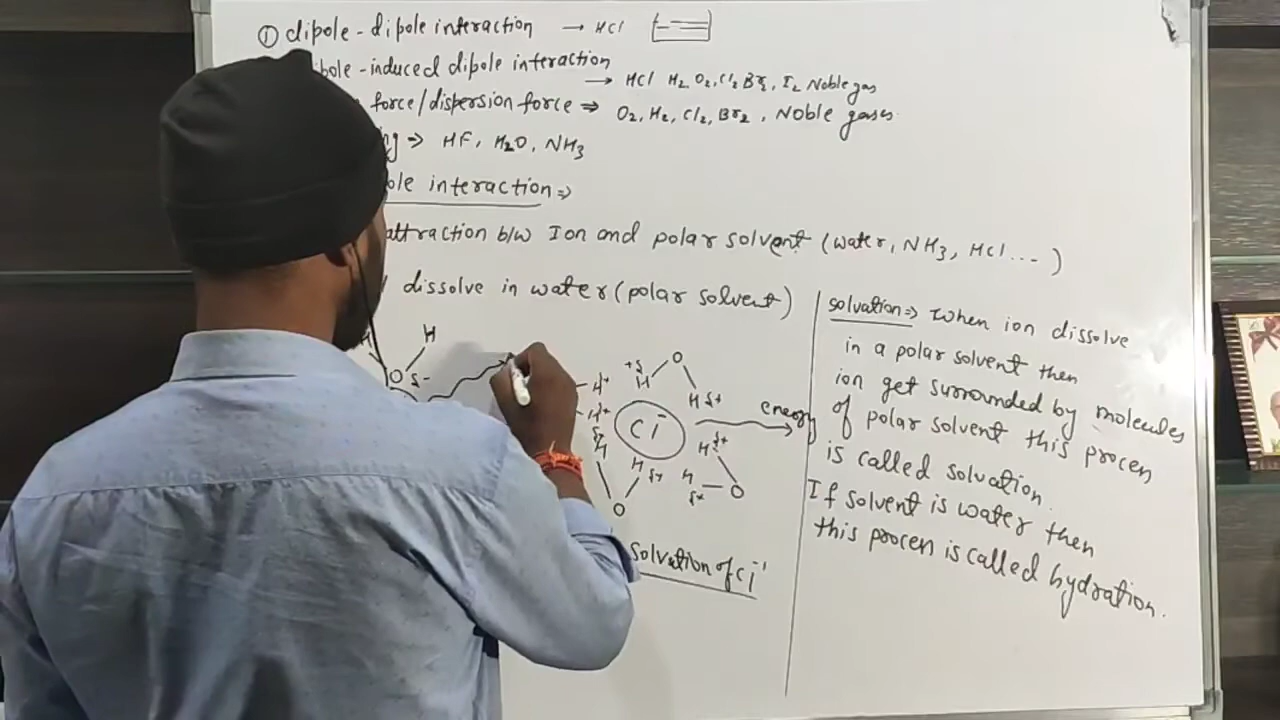 ① dipole-dipole interaction → HCl
bole-induced dipole interaction → HCl H2, O2, Cl2 Br2, I2 Noble gas
force/dispersion force ⇒ O2, H2, Cl2, Br2, Noble gases.
g ⇒ HF, H2O, NH3
ole interaction ⇒
attraction b/w Ion and polar solvent (water, NH3, HCl...)
dissolve in water (polar solvent)
H
O δ-
H+
H+
δ+
H
O
H δ+
Cl-
energy
δ+
H
H δ+
H
δ+
H
δ+
O
O
solvation of Cl-
solvation ⇒ when ion dissolve
in a polar solvent then
ion get surrounded by molecules
of polar solvent this procen
is called solvation.
If solvent is water then
this procen is called hydration.